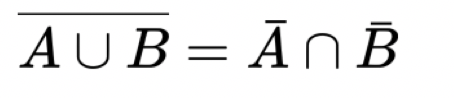 $\overline{A \cup B} = \bar{A} \cap \bar{B}$